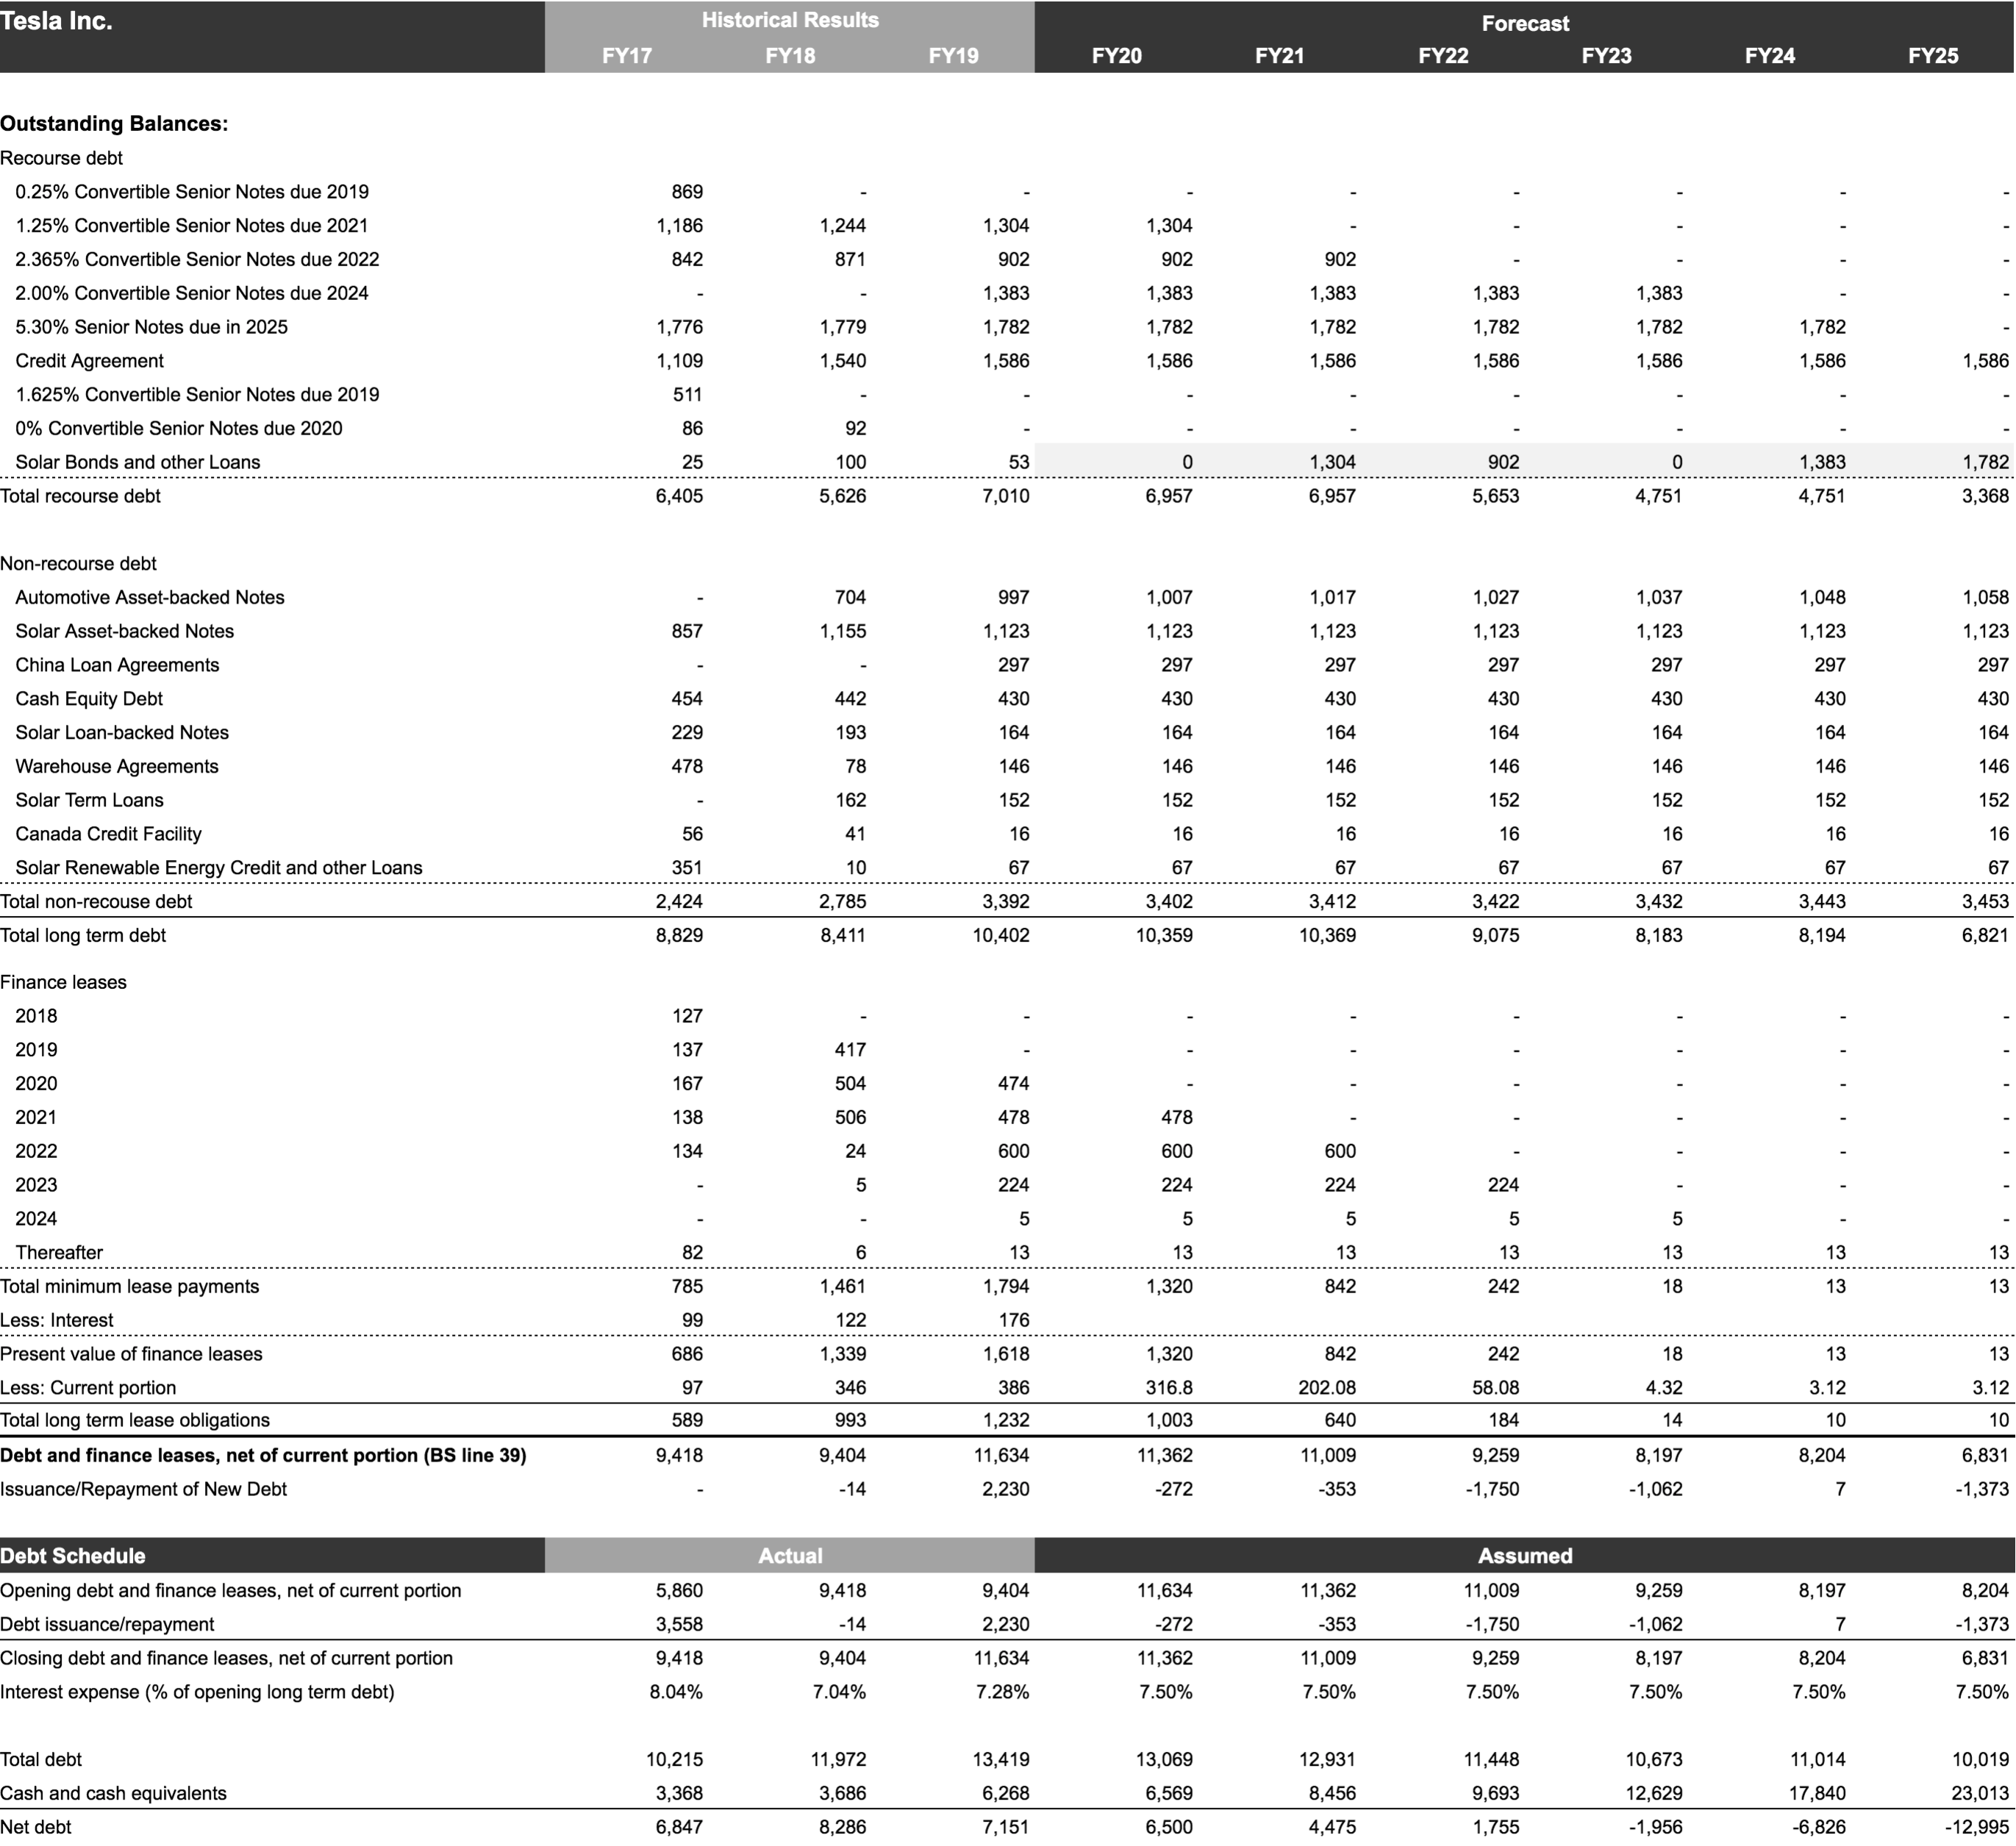 Tesla Inc. Historical Results Forecast
FY17 FY18 FY19 FY20 FY21 FY22 FY23 FY24 FY25
Outstanding Balances:
Recourse debt
0.25% Convertible Senior Notes due 2019 869 - - - - - - - -
1.25% Convertible Senior Notes due 2021 1,186 1,244 1,304 1,304 - - - - -
2.365% Convertible Senior Notes due 2022 842 871 902 902 902 - - - -
2.00% Convertible Senior Notes due 2024 - - 1,383 1,383 1,383 1,383 1,383 - -
5.30% Senior Notes due in 2025 1,776 1,779 1,782 1,782 1,782 1,782 1,782 1,782 -
Credit Agreement 1,109 1,540 1,586 1,586 1,586 1,586 1,586 1,586 1,586
1.625% Convertible Senior Notes due 2019 511 - - - - - - - -
0% Convertible Senior Notes due 2020 86 92 - - - - - - -
Solar Bonds and other Loans 25 100 53 0 1,304 902 0 1,383 1,782
Total recourse debt 6,405 5,626 7,010 6,957 6,957 5,653 4,751 4,751 3,368
Non-recourse debt
Automotive Asset-backed Notes - 704 997 1,007 1,017 1,027 1,037 1,048 1,058
Solar Asset-backed Notes 857 1,155 1,123 1,123 1,123 1,123 1,123 1,123 1,123
China Loan Agreements - - 297 297 297 297 297 297 297
Cash Equity Debt 454 442 430 430 430 430 430 430 430
Solar Loan-backed Notes 229 193 164 164 164 164 164 164 164
Warehouse Agreements 478 78 146 146 146 146 146 146 146
Solar Term Loans - 162 152 152 152 152 152 152 152
Canada Credit Facility 56 41 16 16 16 16 16 16 16
Solar Renewable Energy Credit and other Loans 351 10 67 67 67 67 67 67 67
Total non-recouse debt 2,424 2,785 3,392 3,402 3,412 3,422 3,432 3,443 3,453
Total long term debt 8,829 8,411 10,402 10,359 10,369 9,075 8,183 8,194 6,821
Finance leases
2018 127 - - - - - - - -
2019 137 417 - - - - - - -
2020 167 504 474 - - - - - -
2021 138 506 478 478 - - - - -
2022 134 24 600 600 600 - - - -
2023 - 5 224 224 224 224 - - -
2024 - - 5 5 5 5 5 - -
Thereafter 82 6 13 13 13 13 13 13 13
Total minimum lease payments 785 1,461 1,794 1,320 842 242 18 13 13
Less: Interest 99 122 176
Present value of finance leases 686 1,339 1,618 1,320 842 242 18 13 13
Less: Current portion 97 346 386 316.8 202.08 58.08 4.32 3.12 3.12
Total long term lease obligations 589 993 1,232 1,003 640 184 14 10 10
Debt and finance leases, net of current portion (BS line 39) 9,418 9,404 11,634 11,362 11,009 9,259 8,197 8,204 6,831
Issuance/Repayment of New Debt - -14 2,230 -272 -353 -1,750 -1,062 7 -1,373
Debt Schedule Actual Assumed
Opening debt and finance leases, net of current portion 5,860 9,418 9,404 11,634 11,362 11,009 9,259 8,197 8,204
Debt issuance/repayment 3,558 -14 2,230 -272 -353 -1,750 -1,062 7 -1,373
Closing debt and finance leases, net of current portion 9,418 9,404 11,634 11,362 11,009 9,259 8,197 8,204 6,831
Interest expense (% of opening long term debt) 8.04% 7.04% 7.28% 7.50% 7.50% 7.50% 7.50% 7.50% 7.50%
Total debt 10,215 11,972 13,419 13,069 12,931 11,448 10,673 11,014 10,019
Cash and cash equivalents 3,368 3,686 6,268 6,569 8,456 9,693 12,629 17,840 23,013
Net debt 6,847 8,286 7,151 6,500 4,475 1,755 -1,956 -6,826 -12,995